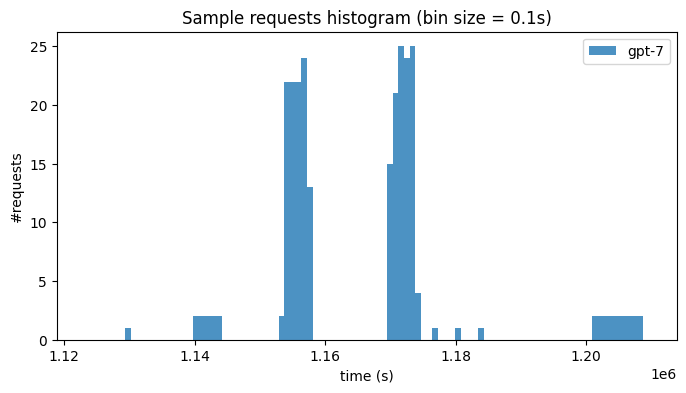 Sample requests histogram (bin size = 0.1s)
gpt-7
25
20
15
10
5
0
#requests
1.12 1.14 1.16 1.18 1.20
1e6
time (s)